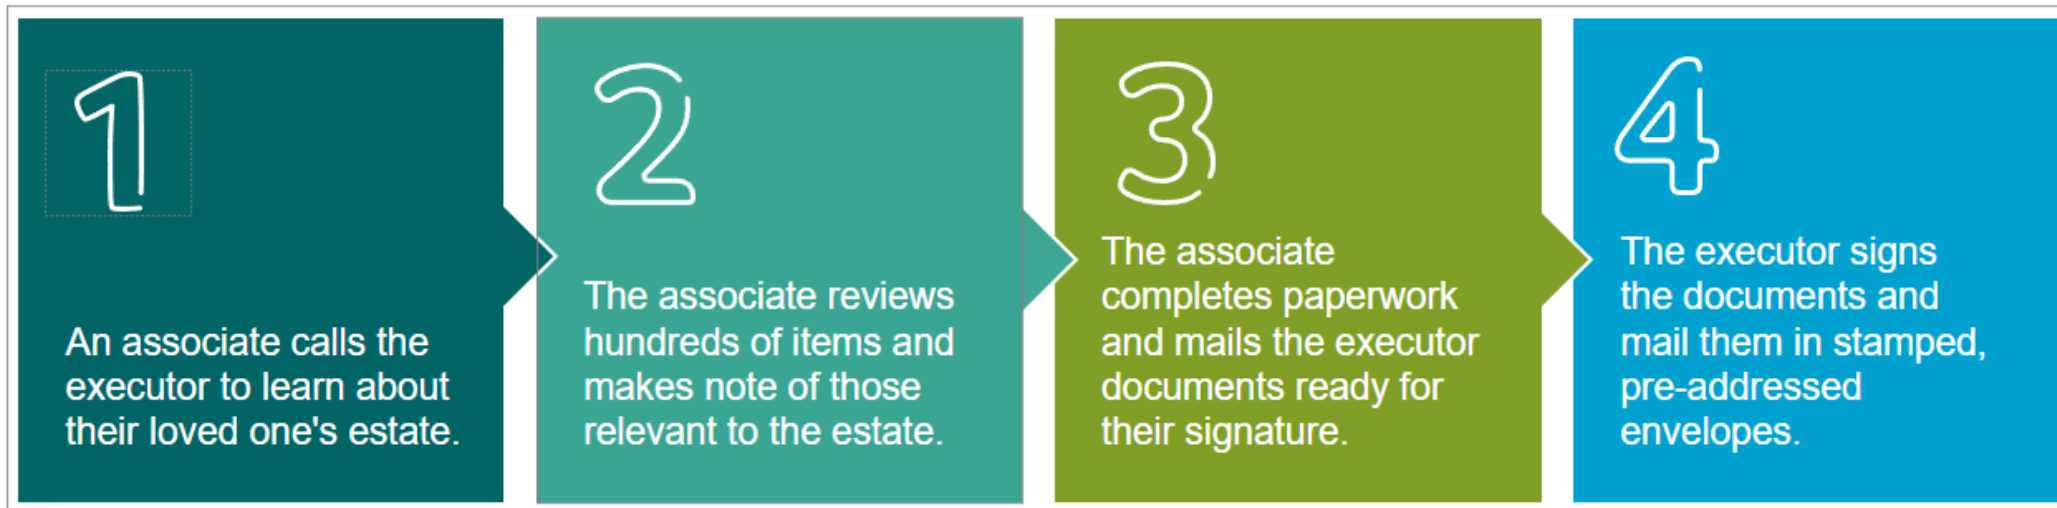 1
An associate calls the
executor to learn about
their loved one's estate.
2
The associate reviews
hundreds of items and
makes note of those
relevant to the estate.
3
The associate
completes paperwork
and mails the executor
documents ready for
their signature.
4
The executor signs
the documents and
mail them in stamped,
pre-addressed
envelopes.